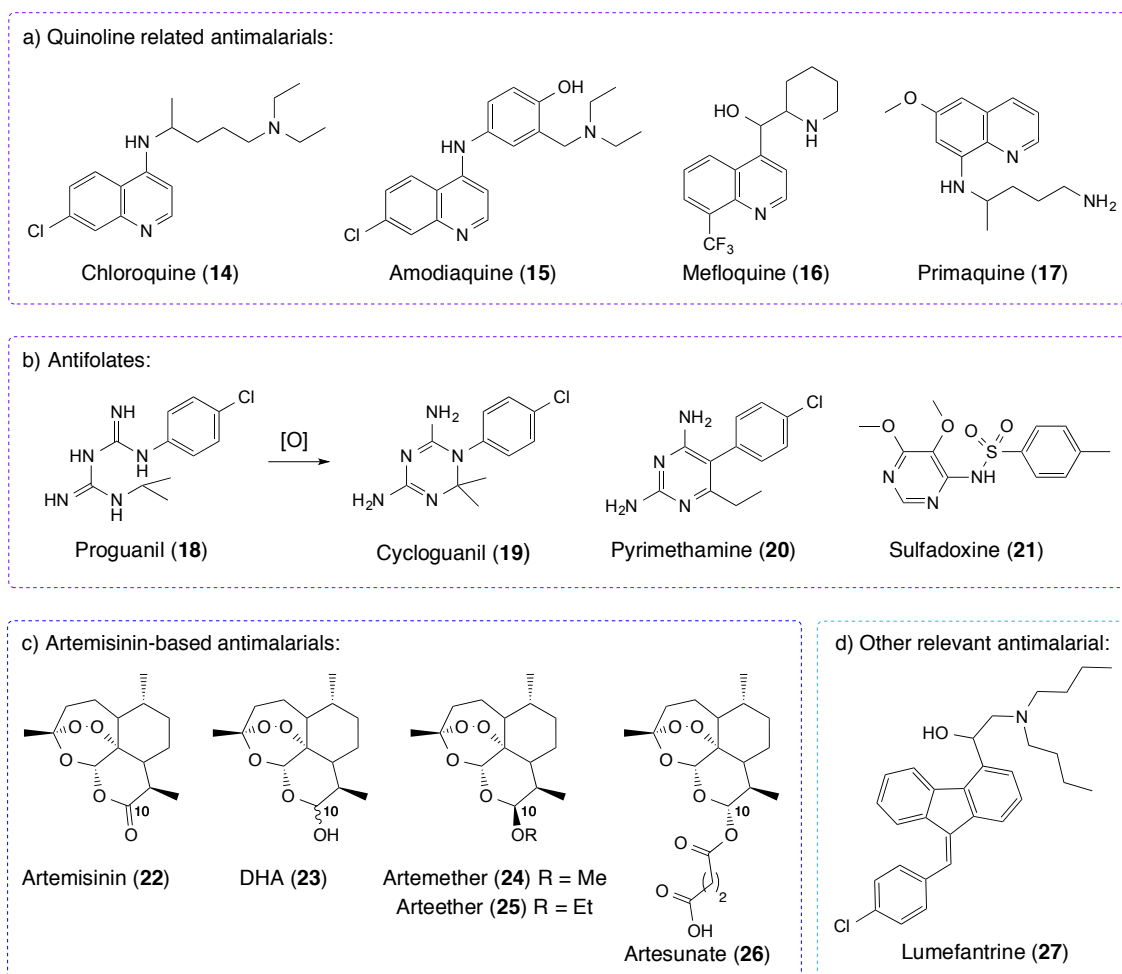 a) Quinoline related antimalarials:
OH
HN
N
Cl
N
Chloroquine (14)
HN
N
Cl
N
Amodiaquine (15)
HO
N
H
N
CF3
Mefloquine (16)
O
N
HN
NH2
Primaquine (17)
b) Antifolates:
NH
Cl
HN
N
H
HN
N
H
Proguanil (18)
[O]
NH2
Cl
N
N
H2N
N
Cycloguanil (19)
NH2
Cl
N
H2N
N
Pyrimethamine (20)
O
O
O
O
S
N
NH
N
Sulfadoxine (21)
c) Artemisinin-based antimalarials:
O O
O
O
10
O
Artemisinin (22)
O O
O
O
10
OH
DHA (23)
O O
O
O
10
OR
Artemether (24) R = Me
Arteether (25) R = Et
O O
O
O
10
O
O
O
2
OH
Artesunate (26)
d) Other relevant antimalarial:
N
HO
Cl
Lumefantrine (27)